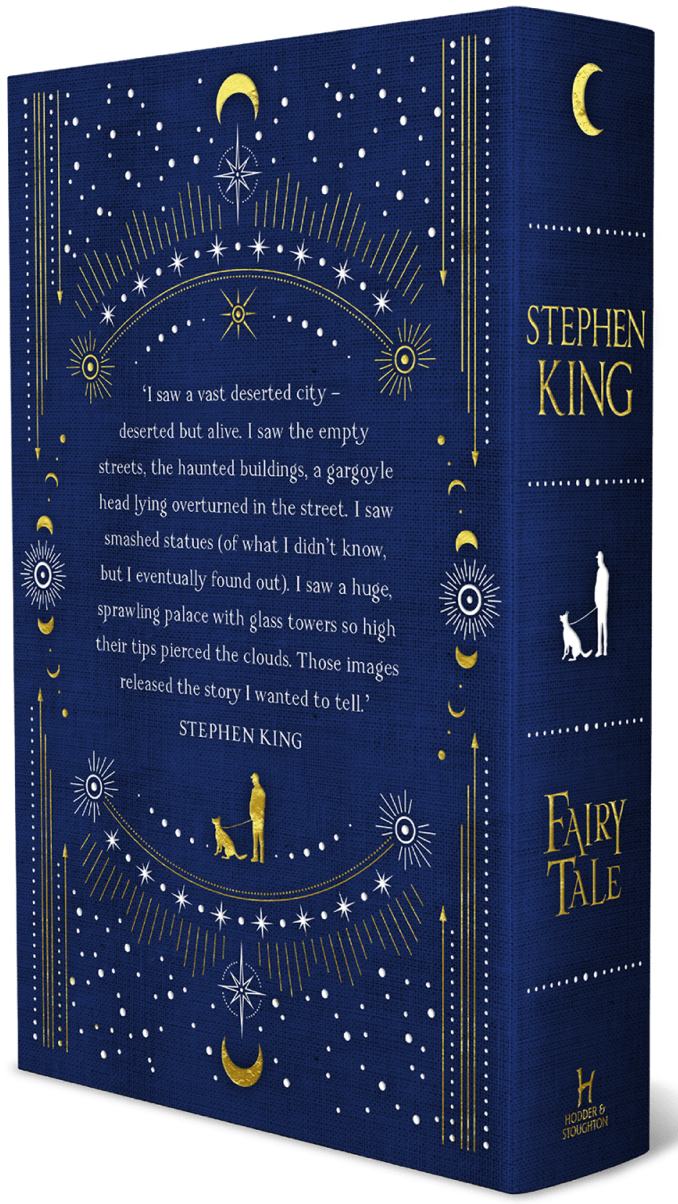 ‘I saw a vast deserted city –
deserted but alive. I saw the empty
streets, the haunted buildings, a gargoyle
head lying overturned in the street. I saw
smashed statues (of what I didn’t know,
but I eventually found out). I saw a huge,
sprawling palace with glass towers so high
their tips pierced the clouds. Those images
released the story I wanted to tell.’
STEPHEN KING
STEPHEN
KING
FAIRY
TALE
H
HODDER &
STOUGHTON